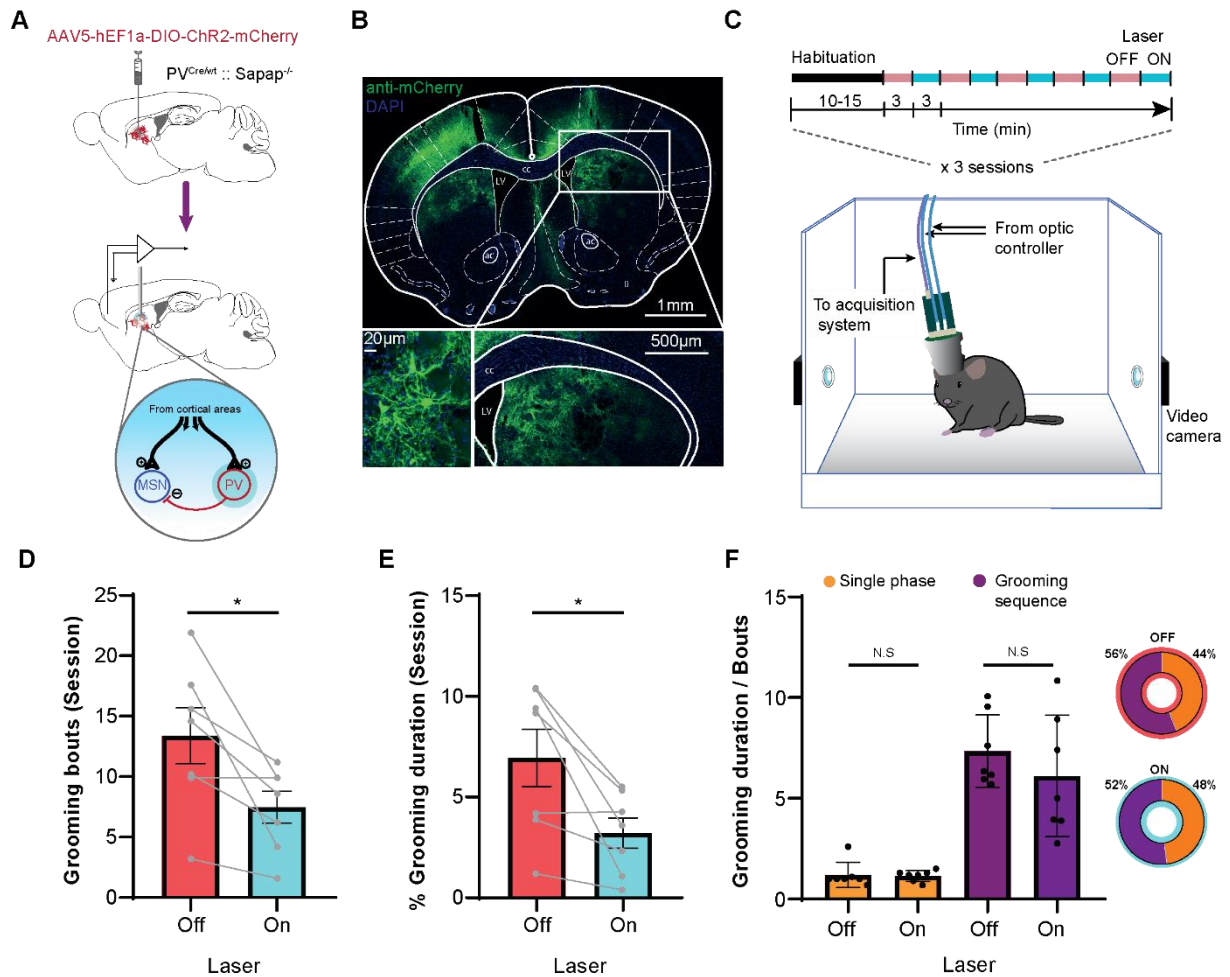 A
AAV5-hEF1a-DIO-ChR2-mCherry
PV^Cre/wt :: Sapap^-/-
From cortical areas
MSN
PV
B
anti-mCherry
DAPI
cc
LV
LV
ac
ac
1mm
20µm
500µm
cc
LV
C
Laser
Habituation
OFF ON
10-15
3
3
Time (min)
x 3 sessions
From optic
controller
To acquisition
system
Video
camera
D
Grooming bouts (Session)
25
20
15
10
5
0
*
Off
On
Laser
E
% Grooming duration (Session)
15
10
5
0
*
Off
On
Laser
F
Single phase
Grooming
sequence
Grooming duration / Bouts
15
10
5
0
N.S
N.S
Off
On
Off
On
Laser
OFF
56%
44%
ON
52%
48%